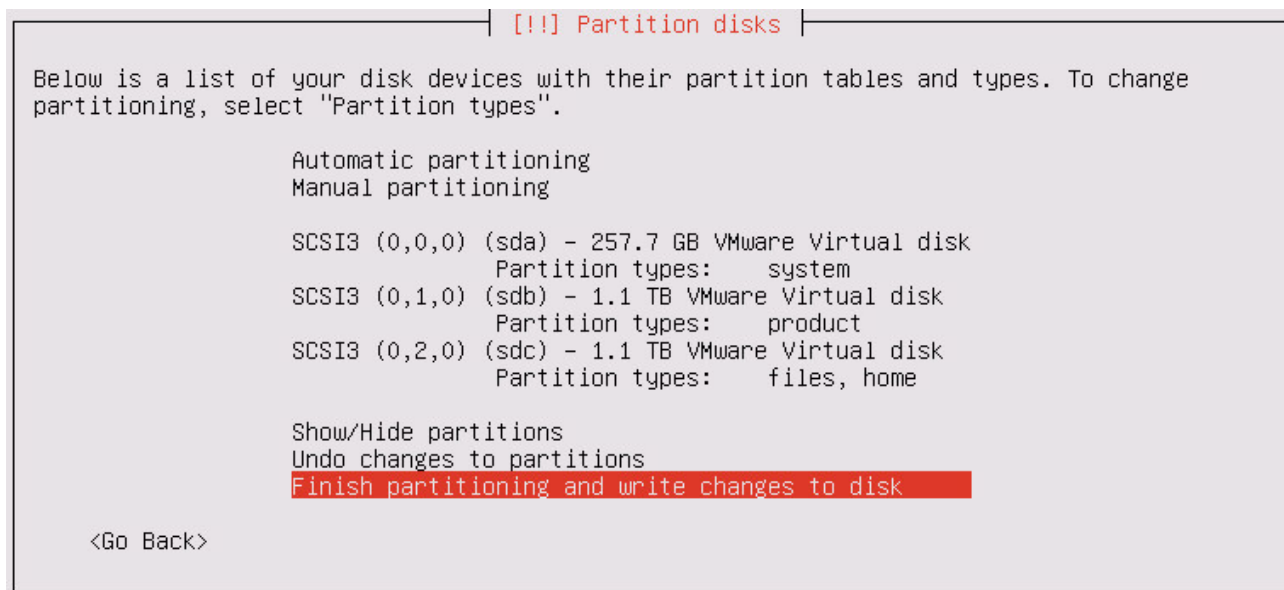 [!!] Partition disks
Below is a list of your disk devices with their partition tables and types. To change
partitioning, select "Partition types".
Automatic partitioning
Manual partitioning
SCSI3 (0,0,0) (sda) - 257.7 GB VMware Virtual disk
Partition types: system
SCSI3 (0,1,0) (sdb) - 1.1 TB VMware Virtual disk
Partition types: product
SCSI3 (0,2,0) (sdc) - 1.1 TB VMware Virtual disk
Partition types: files, home
Show/Hide partitions
Undo changes to partitions
Finish partitioning and write changes to disk
<Go Back>